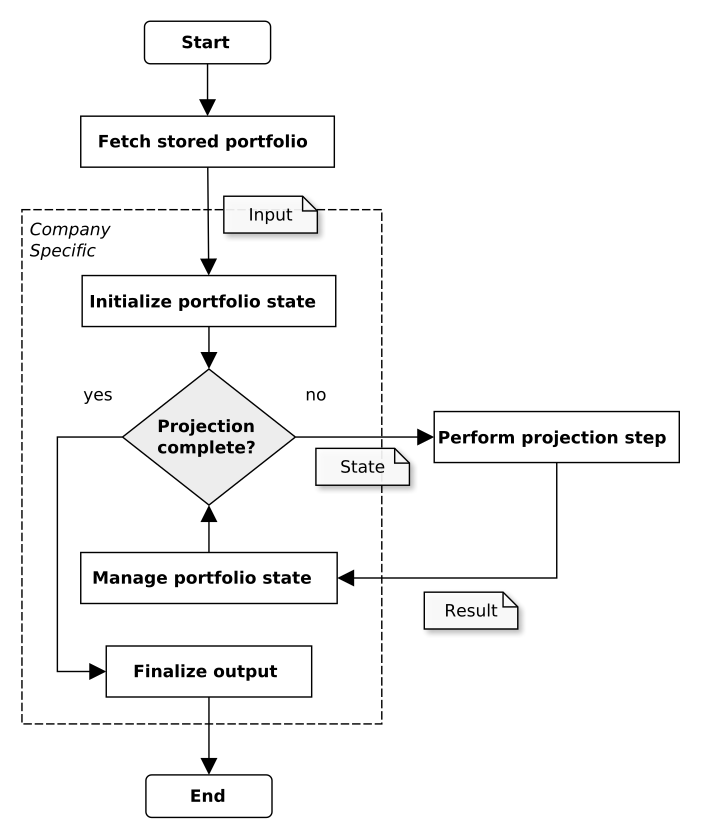 Start
Fetch stored portfolio
Input
Company
Specific
Initialize portfolio state
yes
no
Projection
complete?
Perform projection step
State
Manage portfolio state
Result
Finalize output
End